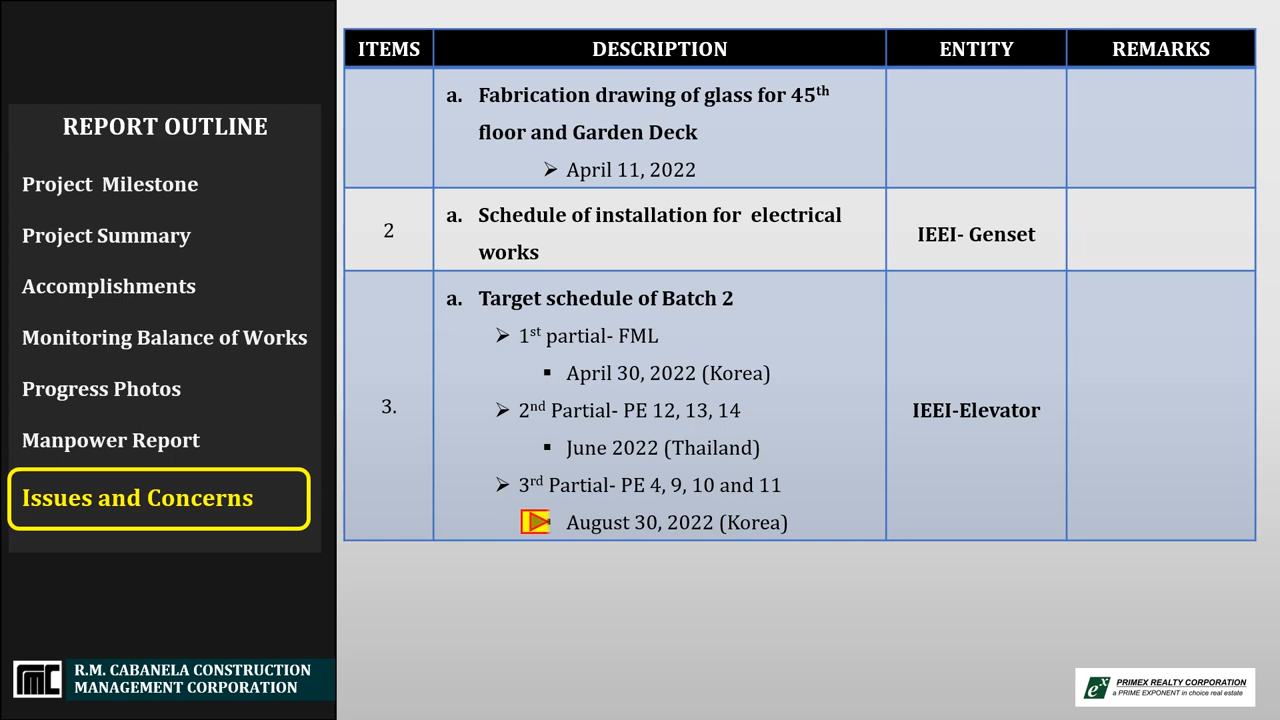 REPORT OUTLINE
Project Milestone
Project Summary
Accomplishments
Monitoring Balance of Works
Progress Photos
Manpower Report
Issues and Concerns
R.M. CABANELA CONSTRUCTION
MANAGEMENT CORPORATION
ITEMS DESCRIPTION ENTITY REMARKS
a. Fabrication drawing of glass for 45th
floor and Garden Deck
➢ April 11, 2022
2 a. Schedule of installation for electrical
works
IEEI- Genset
3. a. Target schedule of Batch 2
➢ 1st partial- FML
▪ April 30, 2022 (Korea)
➢ 2nd Partial- PE 12, 13, 14
▪ June 2022 (Thailand)
➢ 3rd Partial- PE 4, 9, 10 and 11
August 30, 2022 (Korea)
IEEI-Elevator
ex PRIMEX REALTY CORPORATION
a PRIME EXPONENT in choice real estate